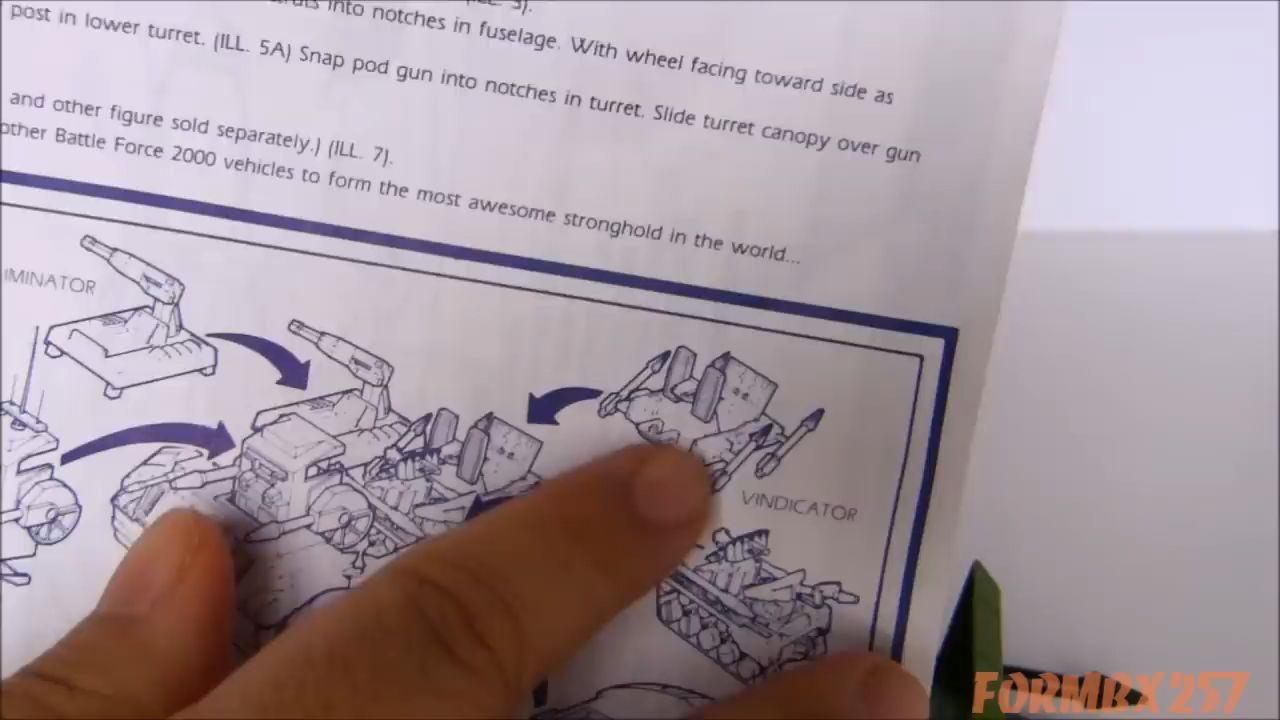 into notches in fuselage. With wheel facing toward side as
post in lower turret. (ILL. 5A) Snap pod gun into notches in turret. Slide turret canopy over gun
and other figure sold separately.) (ILL. 7).
other Battle Force 2000 vehicles to form the most awesome stronghold in the world...
IMINATOR
VINDICATOR
FORMBX257